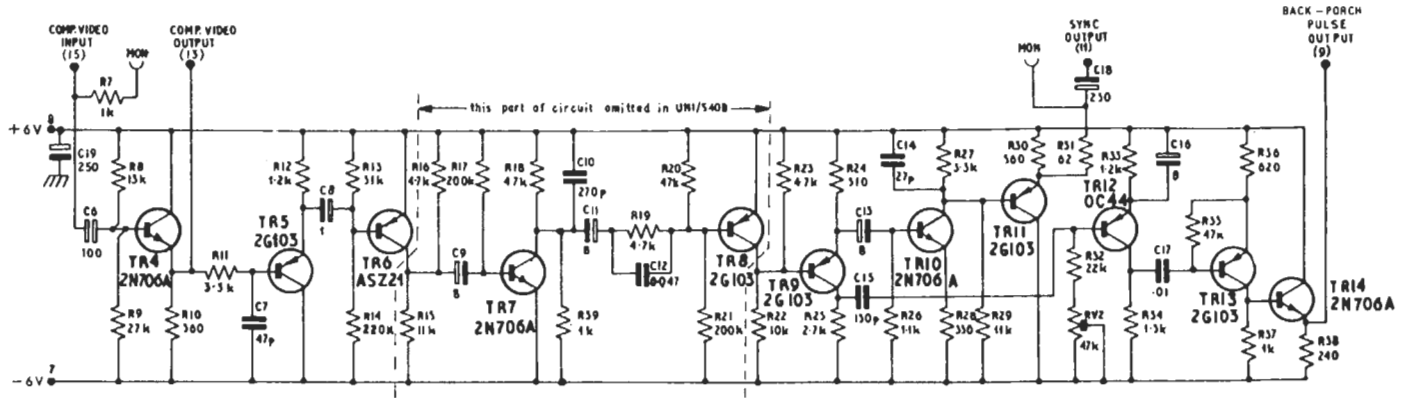 COMP. VIDEO INPUT (15)
MON
COMP. VIDEO OUTPUT (13)
R7 1k
this part of circuit omitted in UN1/540B
MON
SYNC OUTPUT (11)
C18 250
BACK-PORCH PULSE OUTPUT (9)
+6V 8
C19 250
R8 13k
C6 100
TR4 2N706A
R9 27k
R10 560
R11 3·3k
C7 47p
R12 1·2k
TR5 2G103
C8 1
R13 51k
TR6 ASZ21
R14 220k
R15 11k
R16 4·7k
R17 200k
C9 8
R18 4·7k
TR7 2N706A
C10 270p
C11 8
R39 1k
R19 4·7k
C12 0·047
R20 47k
R21 200k
TR8 2G103
R22 10k
R23 4·7k
TR9 2G103
R24 510
R25 2·7k
C13 8
C15 150p
C14 27p
R26 1·1k
TR10 2N706A
R27 3·3k
R28 330
R29 11k
TR11 2G103
R30 560
R31 62
R32 22k
RV2 47k
R33 1·2k
TR12 OC44
C16 8
R34 1·5k
C17 ·01
R35 47k
R36 620
TR13 2G103
R37 1k
TR14 2N706A
R38 240
-6V 7